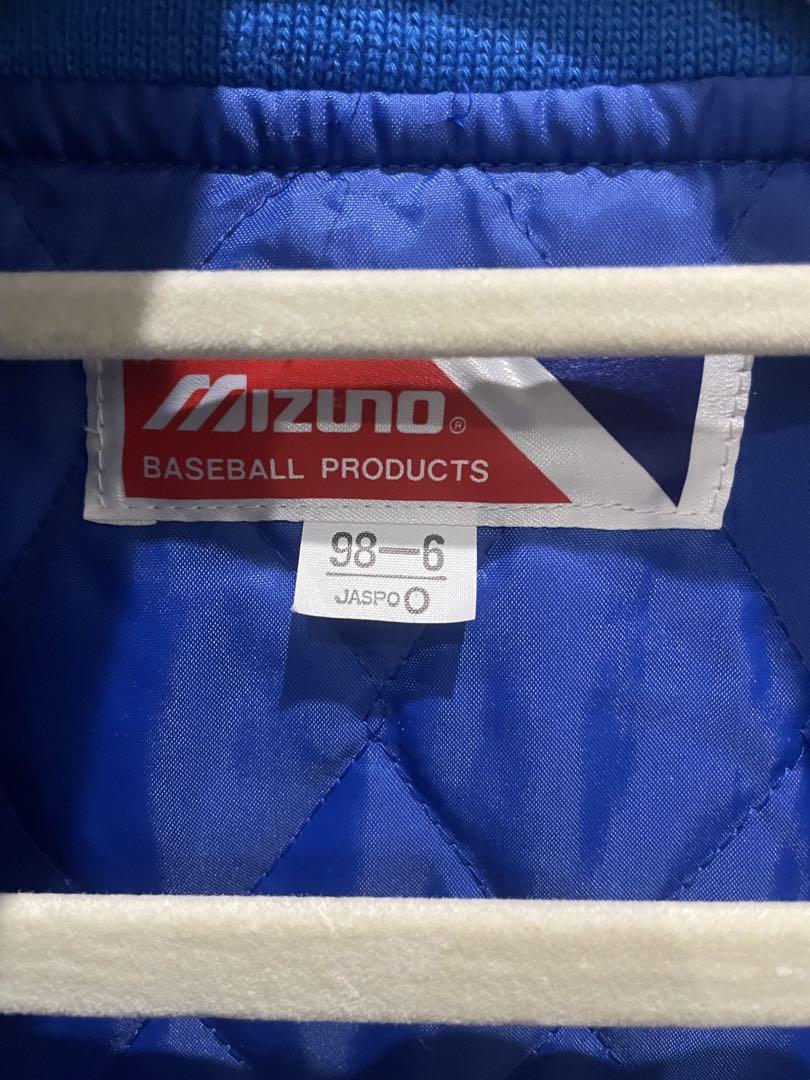 MIZUNO®
BASEBALL PRODUCTS
98-6
JASPO O